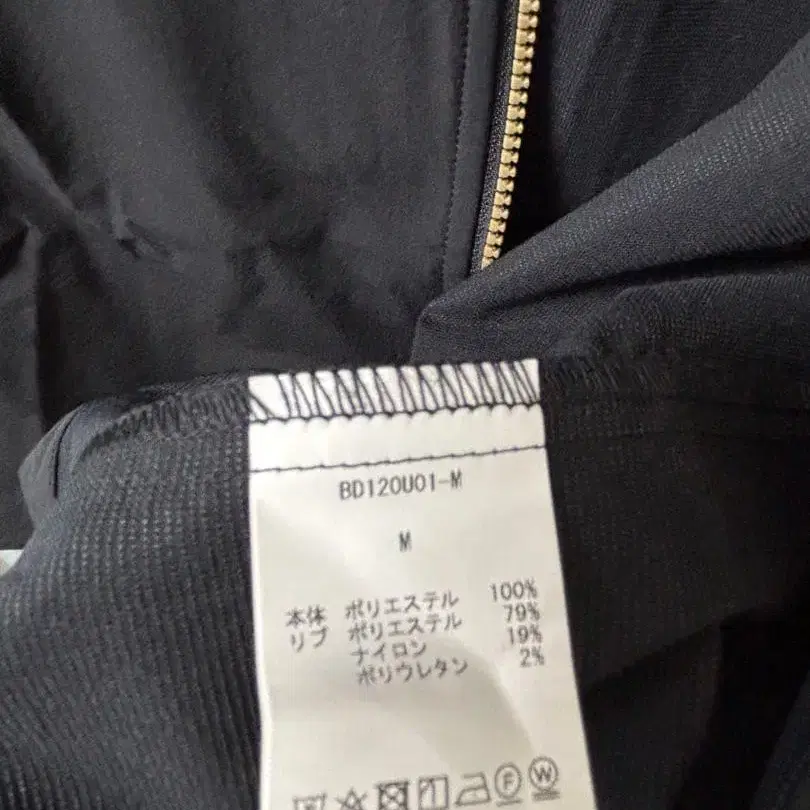 BD120U01-M
M
本体 ポリエステル 100%
リブ ポリエステル 79%
ナイロン 19%
ポリウレタン 2%
F W